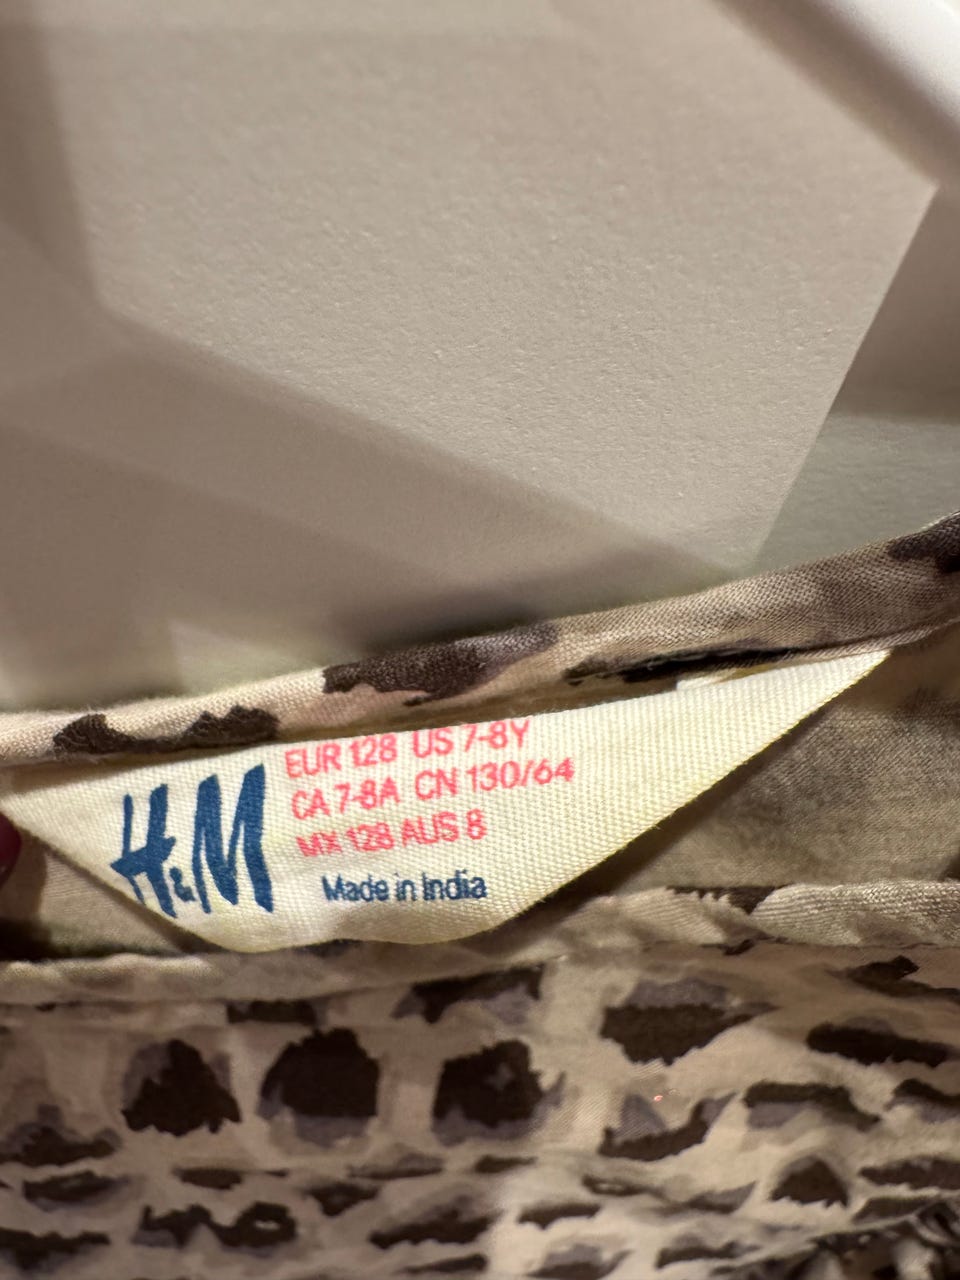 H&M
EUR 128 US 7-8Y
CA 7-8A CN 130/64
MX 128 AUS 8
Made in India